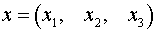 x = (x₁, x₂, x₃)